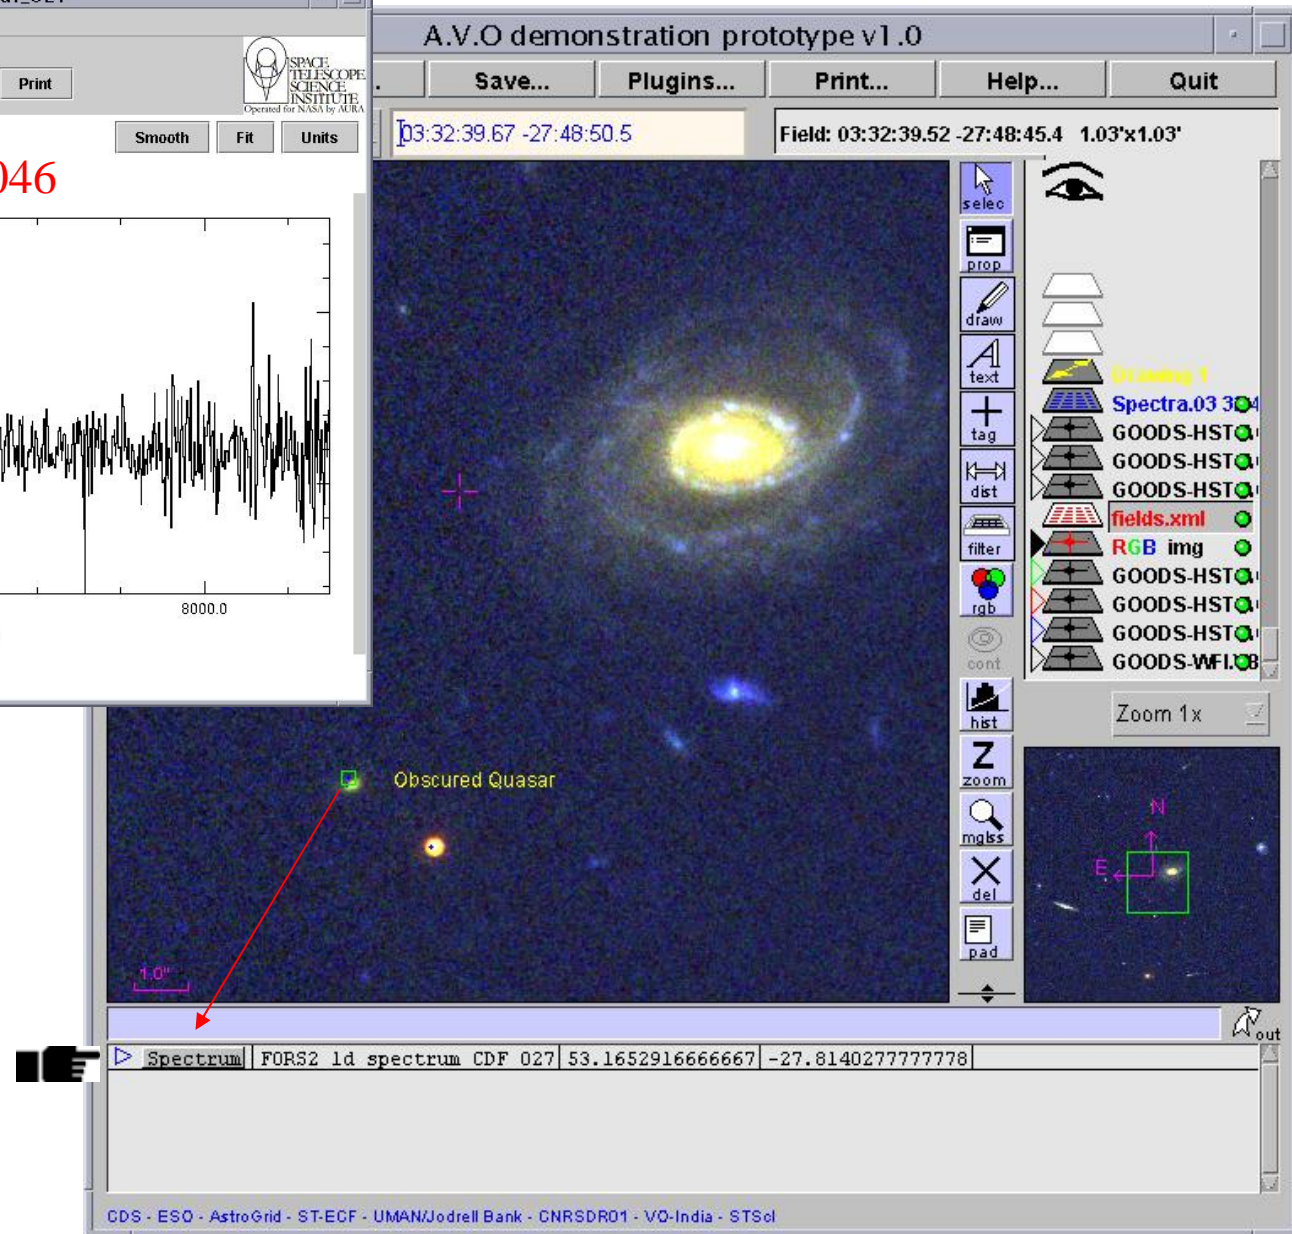 Print
SPACE
TELESCOPE
SCIENCE
INSTITUTE
Operated for NASA by AURA
Smooth Fit Units
046
8000.0
A.V.O demonstration prototype v1.0
Save... Plugins... Print... Help... Quit
03:32:39.67 -27:48:50.5
Field: 03:32:39.52 -27:48:45.4 1.03'x1.03'
selec
prop
draw
text
tag
dist
filter
rgb
cont
hist
zoom
mglss
del
pad
Drawing 1
Spectra.03 3
GOODS-HST
GOODS-HST
GOODS-HST
fields.xml
RGB img
GOODS-HST
GOODS-HST
GOODS-HST
GOODS-WFI.
Zoom 1x
N
E
Obscured Quasar
1.0"
out
Spectrum FORS2 1d spectrum CDF 027 53.1652916666667 -27.8140277777778
CDS - ESO - AstroGrid - ST-ECF - UMAN/Jodrell Bank - CNRSDR01 - VO-India - STScI